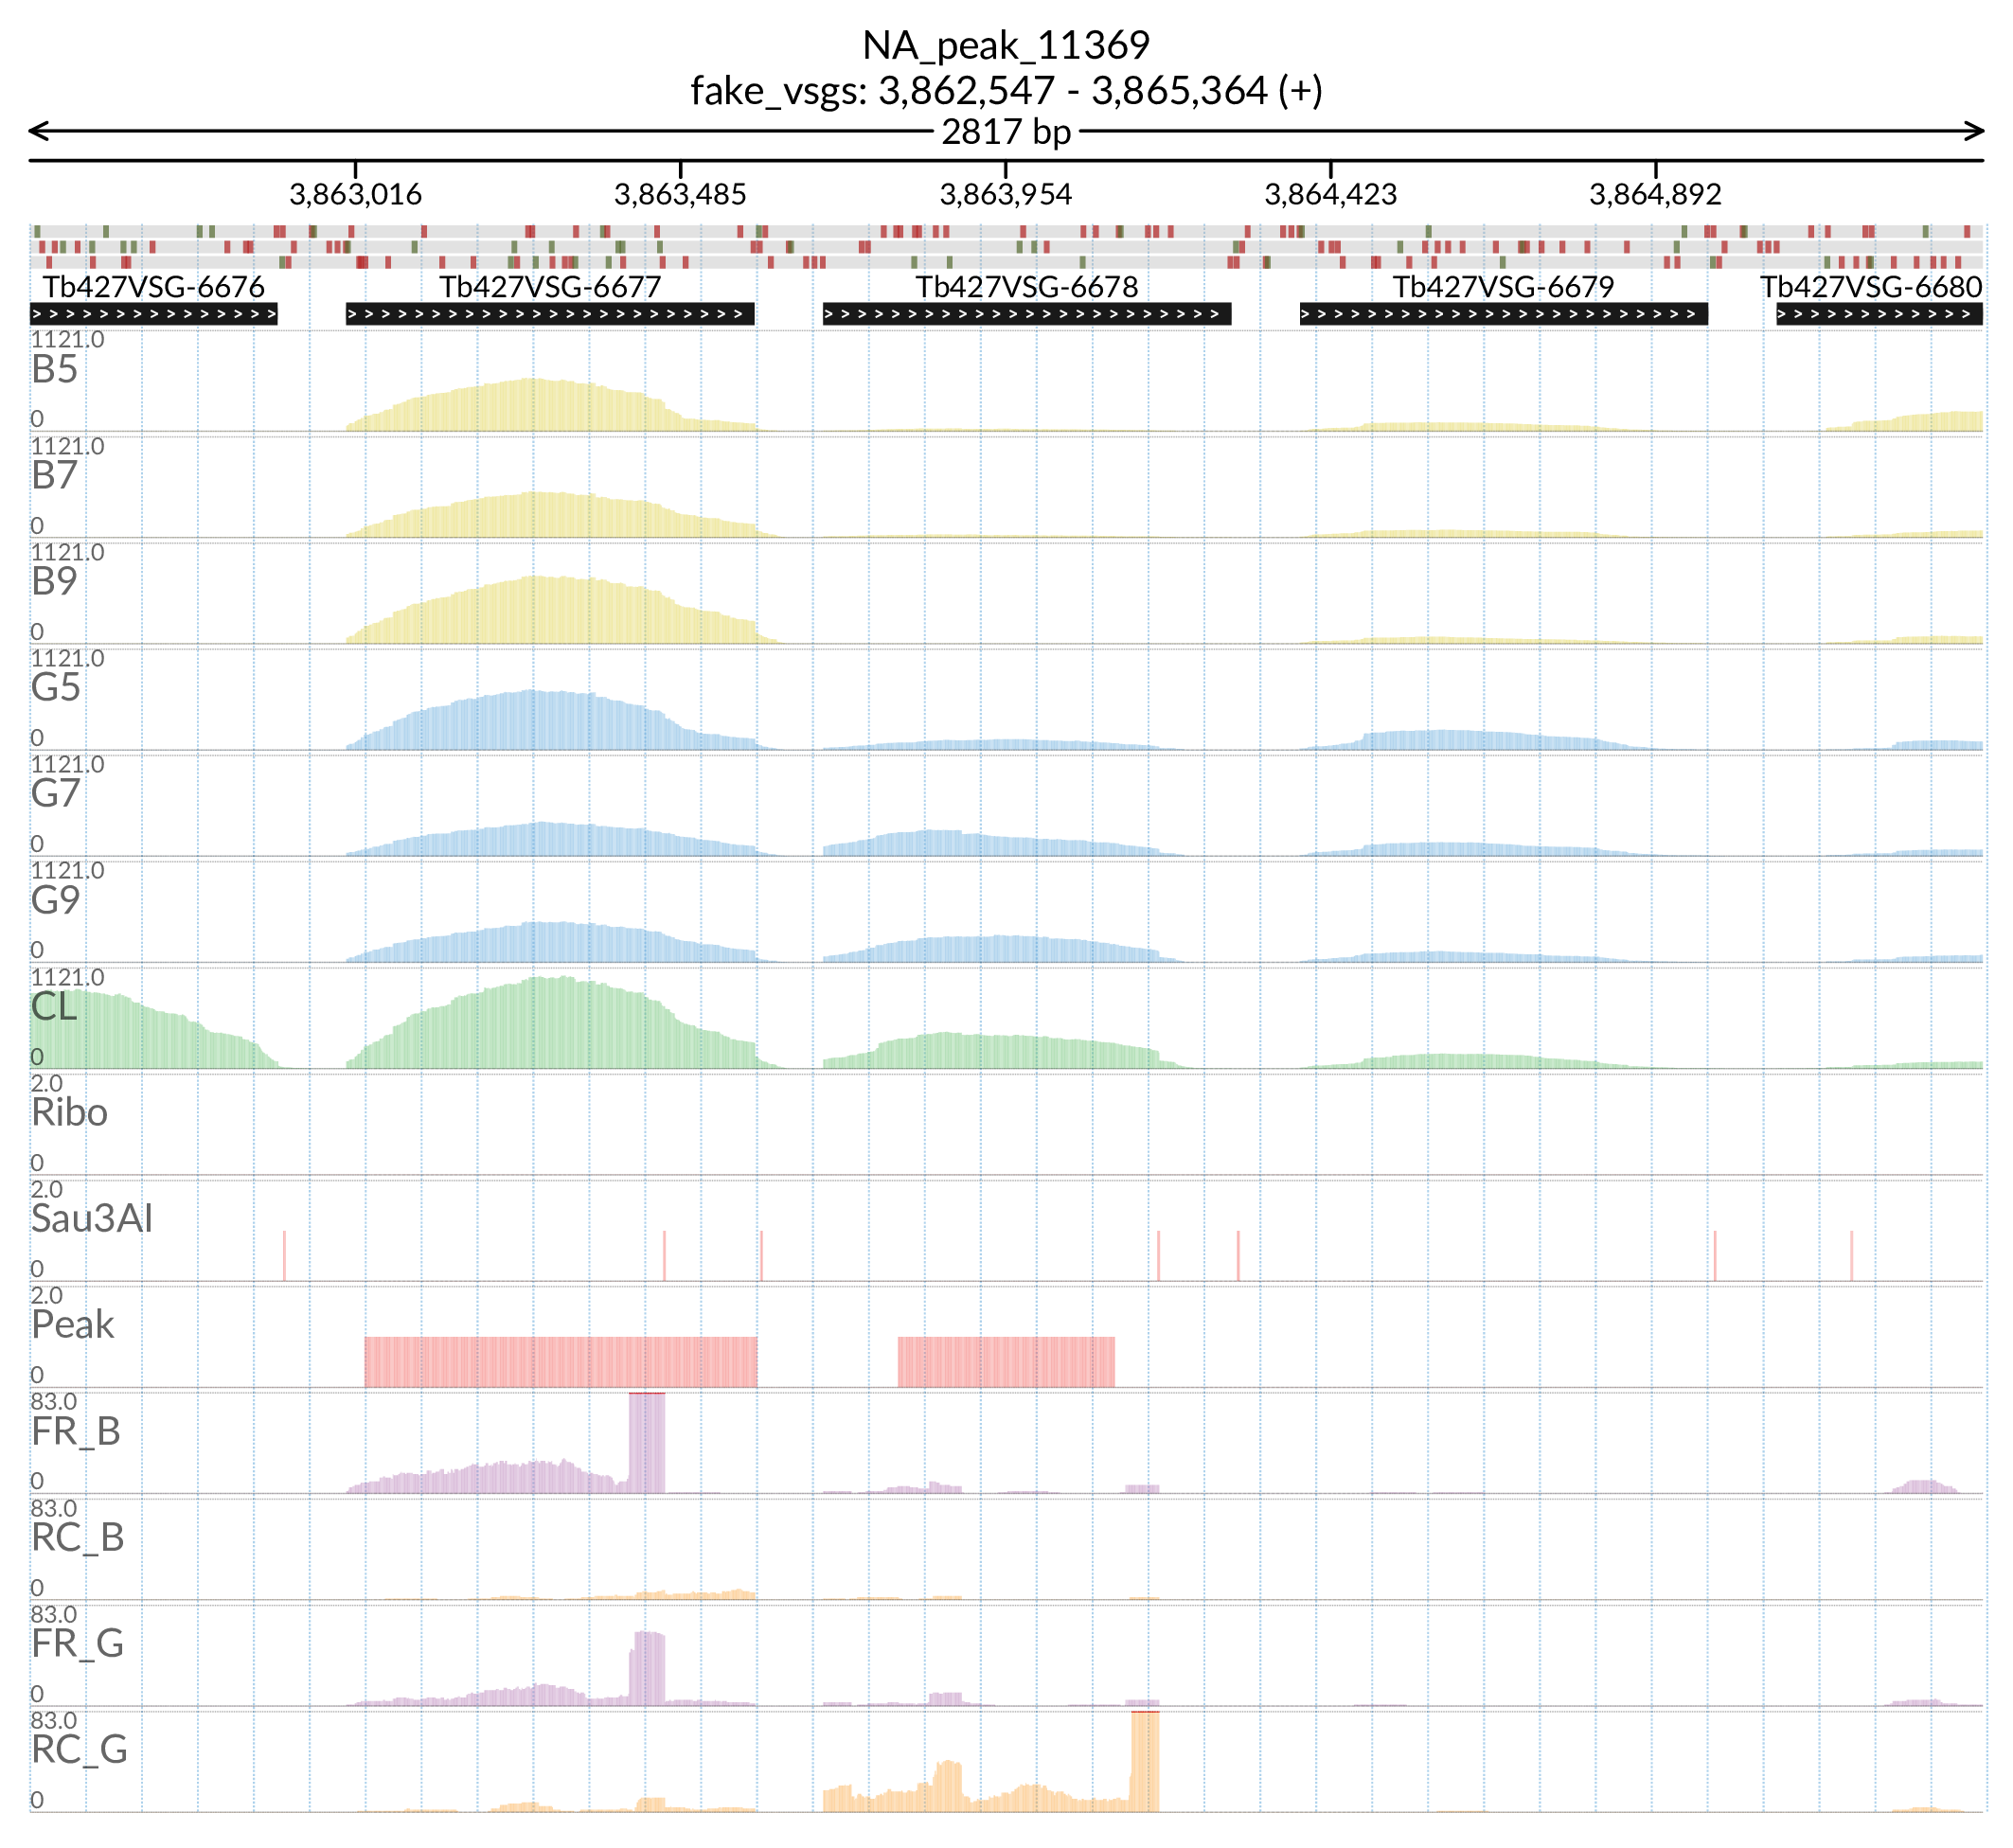 NA_peak_11369
fake_vsgs: 3,862,547 - 3,865,364 (+)
2817 bp
3,863,016 3,863,485 3,863,954 3,864,423 3,864,892
Tb427VSG-6676 Tb427VSG-6677 Tb427VSG-6678 Tb427VSG-6679 Tb427VSG-6680
1121.0
B5
0
1121.0
B7
0
1121.0
B9
0
1121.0
G5
0
1121.0
G7
0
1121.0
G9
0
1121.0
CL
0
2.0
Ribo
0
2.0
Sau3AI
0
2.0
Peak
0
83.0
FR_B
0
83.0
RC_B
0
83.0
FR_G
0
83.0
RC_G
0